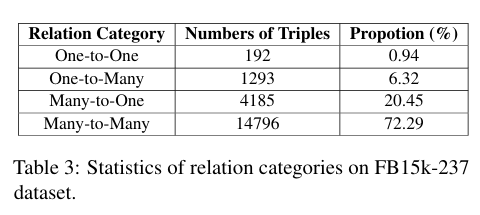 Relation Category Numbers of Triples Propotion (%)
One-to-One 192 0.94
One-to-Many 1293 6.32
Many-to-One 4185 20.45
Many-to-Many 14796 72.29
Table 3: Statistics of relation categories on FB15k-237
dataset.